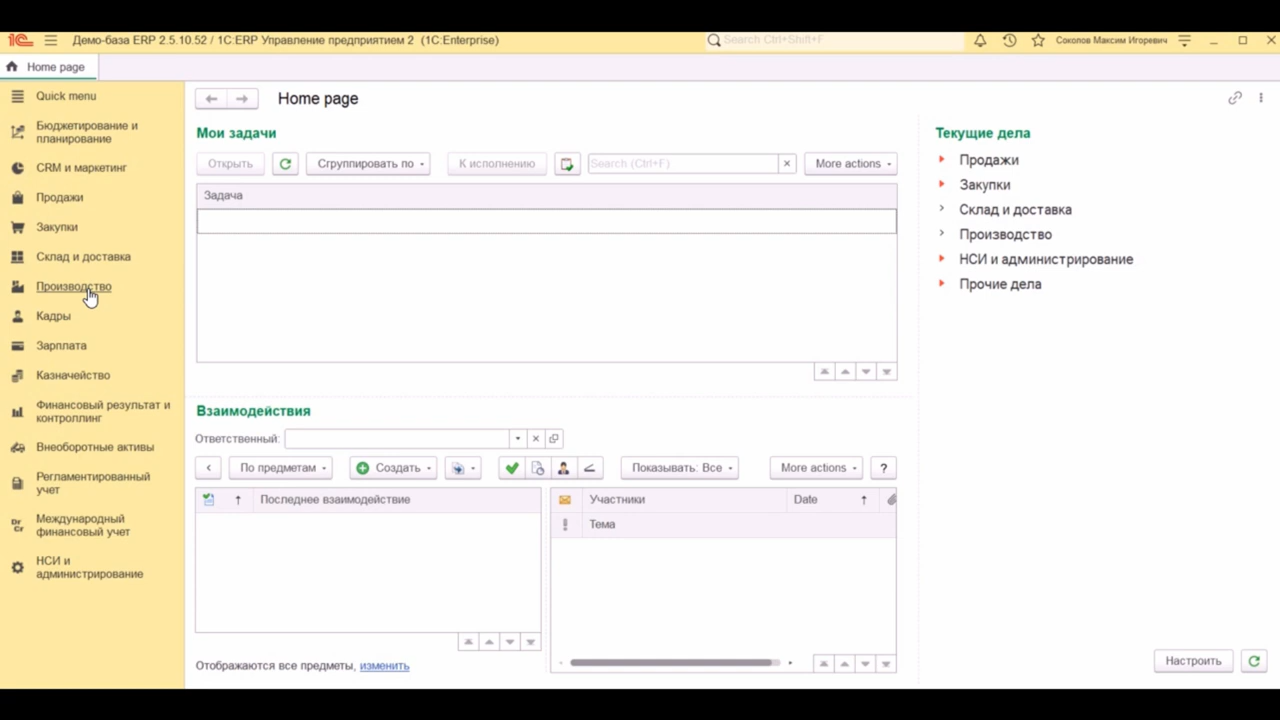 1С
Демо-база ERP 2.5.10.52 / 1С:ERP Управление предприятием 2 (1C:Enterprise)
Search Ctrl+Shift+F
Соколов Максим Игоревич
Home page
Quick menu
Бюджетирование и
планирование
CRM и маркетинг
Продажи
Закупки
Склад и доставка
Производство
Кадры
Зарплата
Казначейство
Финансовый результат и
контроллинг
Внеоборотные активы
Регламентированный
учет
Dr
Cr
Международный
финансовый учет
НСИ и
администрирование
Home page
Мои задачи
Открыть
Сгруппировать по
К исполнению
Search (Ctrl+F)
More actions
Задача
Взаимодействия
Ответственный:
По предметам
Создать
Показывать: Все
More actions
?
Последнее взаимодействие
Участники
Date
Тема
Отображаются все предметы, изменить
Текущие дела
Продажи
Закупки
Склад и доставка
Производство
НСИ и администрирование
Прочие дела
Настроить